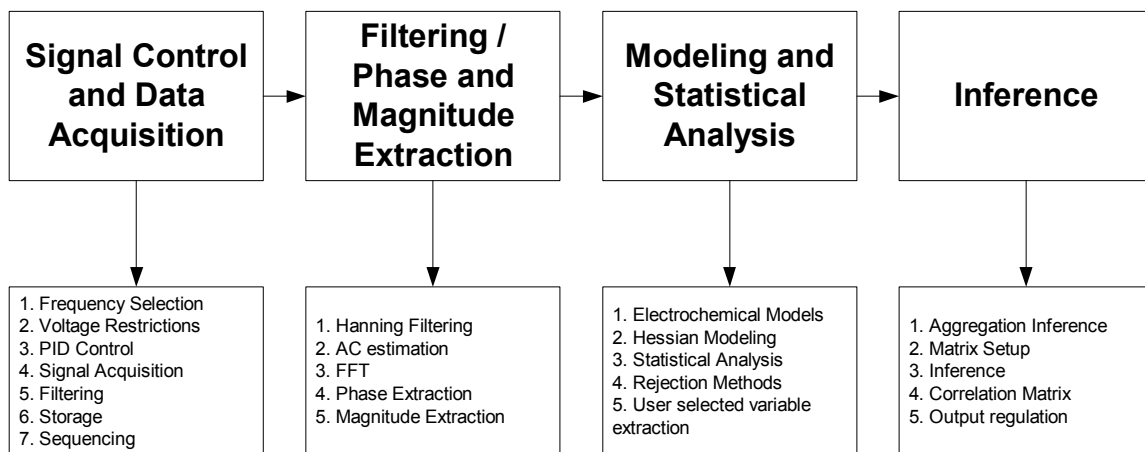 Signal Control
and Data
Acquisition
Filtering /
Phase and
Magnitude
Extraction
Modeling and
Statistical
Analysis
Inference
1. Frequency Selection
2. Voltage Restrictions
3. PID Control
4. Signal Acquisition
5. Filtering
6. Storage
7. Sequencing
1. Hanning Filtering
2. AC estimation
3. FFT
4. Phase Extraction
5. Magnitude Extraction
1. Electrochemical Models
2. Hessian Modeling
3. Statistical Analysis
4. Rejection Methods
5. User selected variable
extraction
1. Aggregation Inference
2. Matrix Setup
3. Inference
4. Correlation Matrix
5. Output regulation